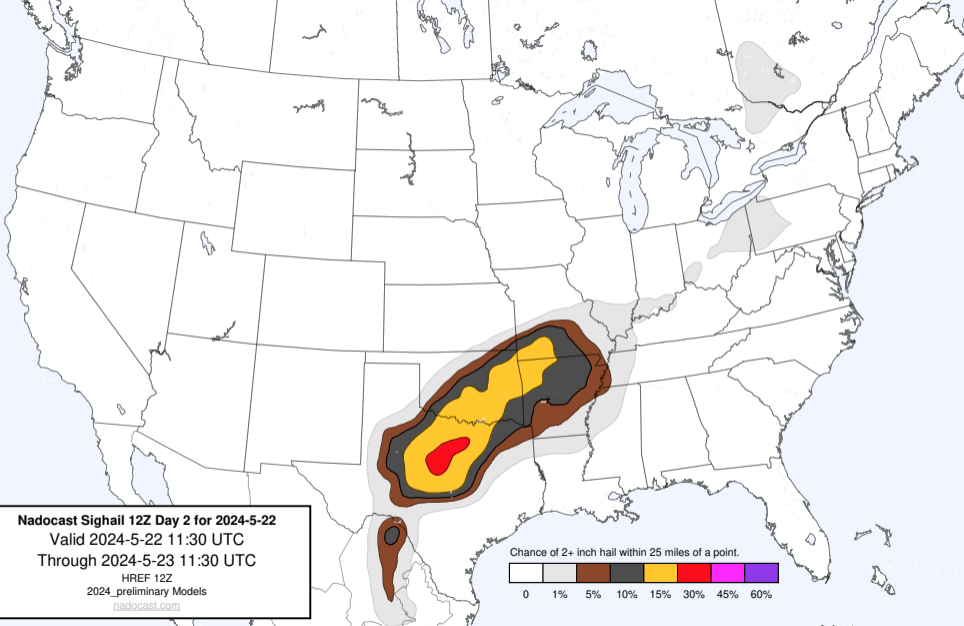 Nadocast Sighail 12Z Day 2 for 2024-5-22
Valid 2024-5-22 11:30 UTC
Through 2024-5-23 11:30 UTC
HREF 12Z
2024_preliminary Models
nadocast.com
Chance of 2+ inch hail within 25 miles of a point.
0 1% 5% 10% 15% 30% 45% 60%